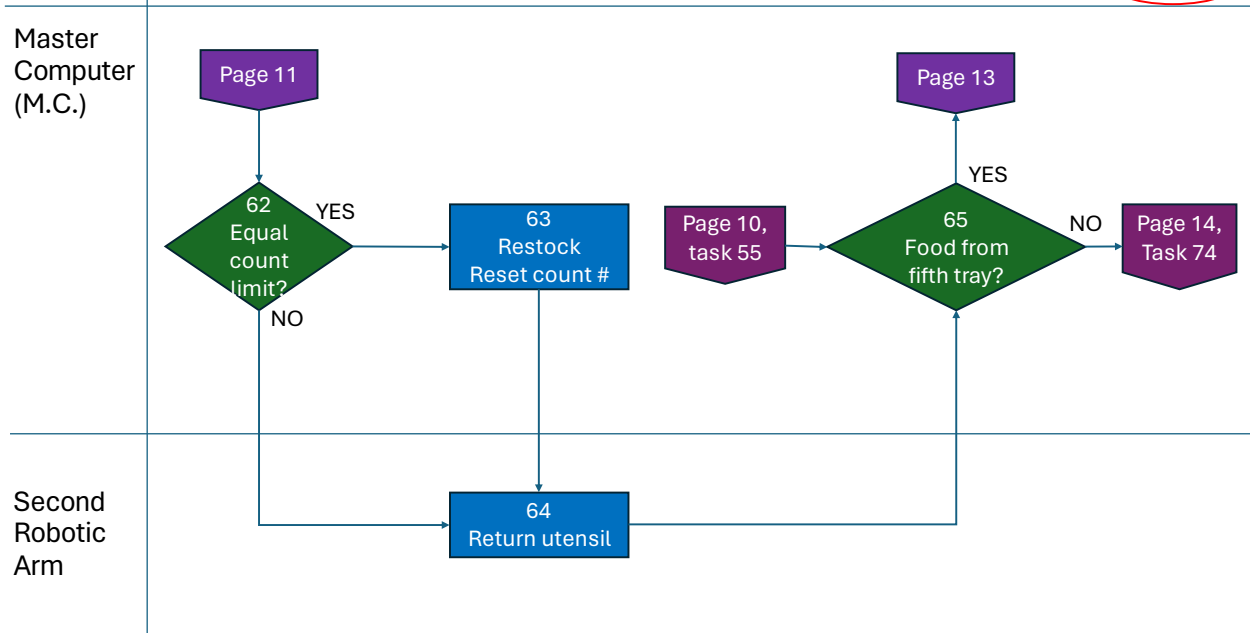 Master
Computer
(M.C.)
Page 11
62
Equal
count
limit?
YES
NO
63
Restock
Reset count #
Page 10,
task 55
Page 13
YES
65
Food from
fifth tray?
NO
Page 14,
Task 74
Second
Robotic
Arm
64
Return utensil